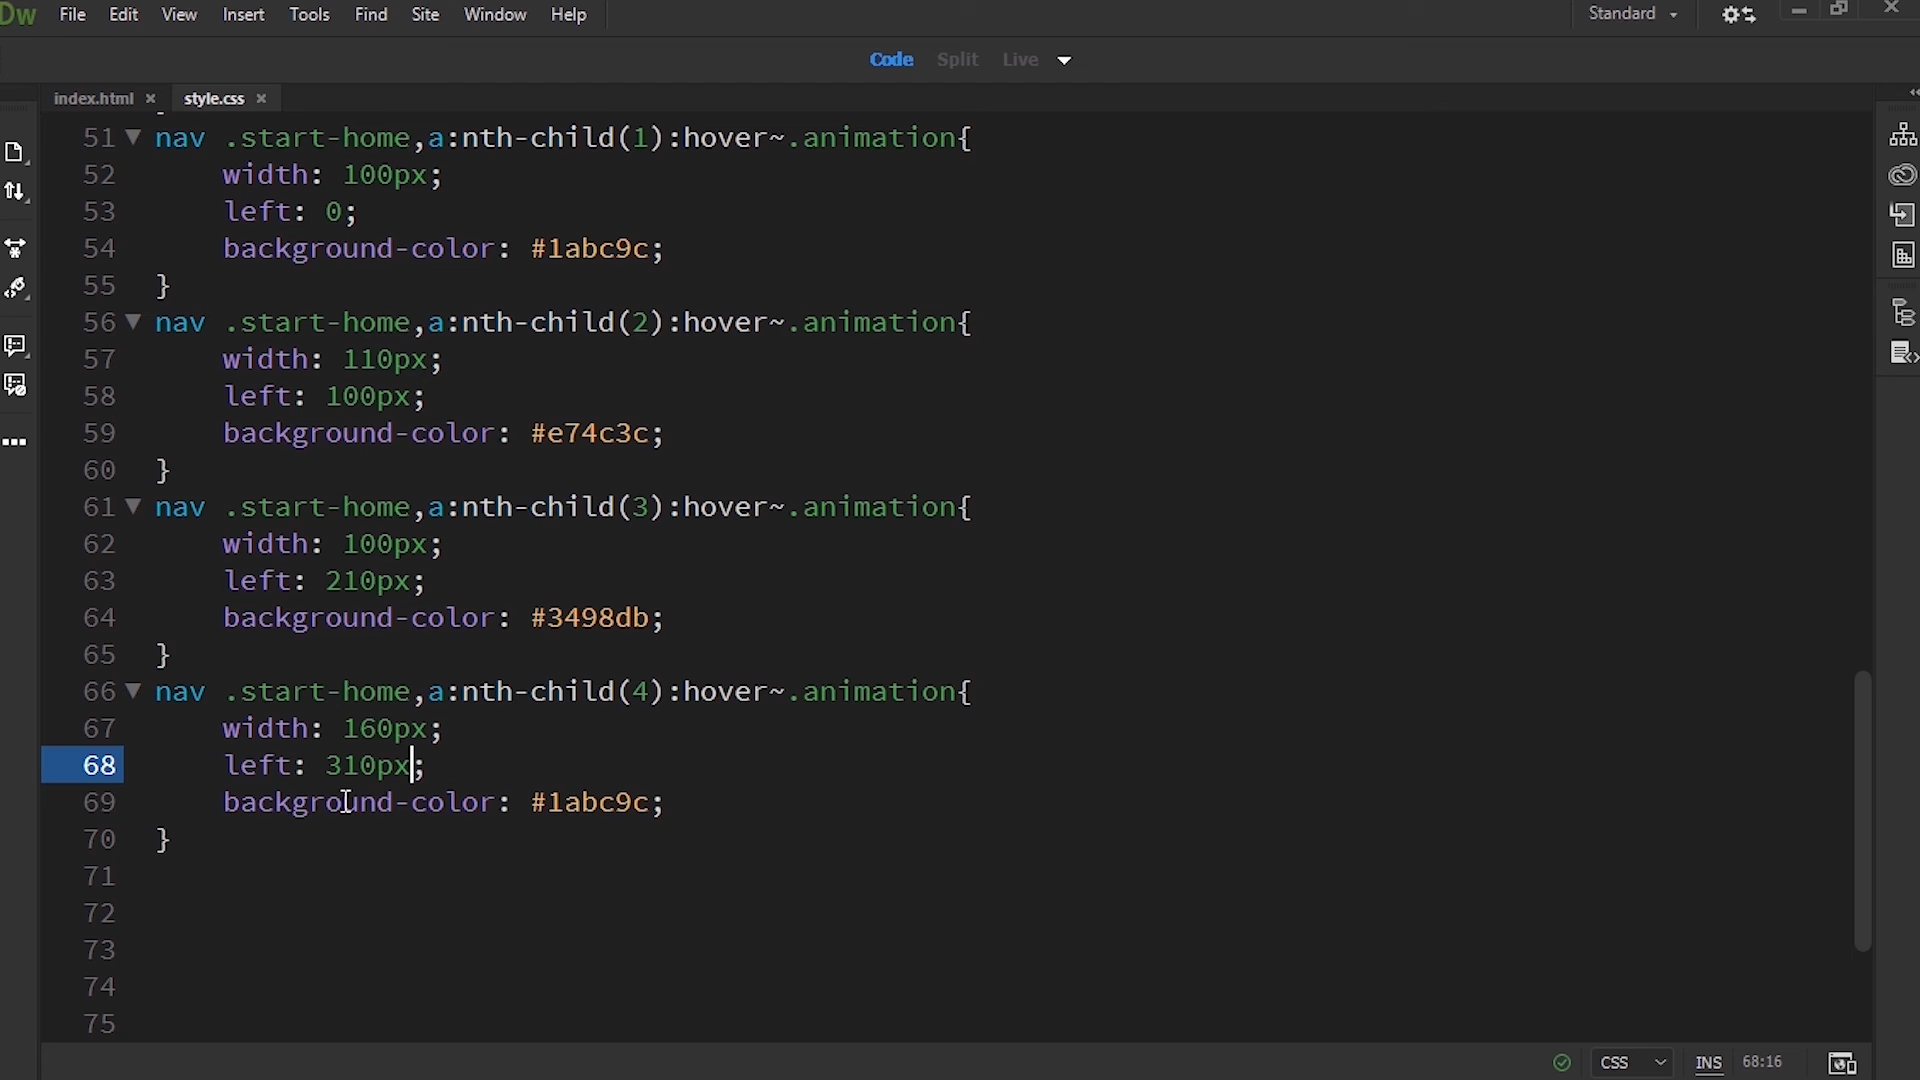 Dw File Edit View Insert Tools Find Site Window Help Standard
Code Split Live
index.html style.css
51 nav .start-home,a:nth-child(1):hover~.animation{
52 width: 100px;
53 left: 0;
54 background-color: #1abc9c;
55 }
56 nav .start-home,a:nth-child(2):hover~.animation{
57 width: 110px;
58 left: 100px;
59 background-color: #e74c3c;
60 }
61 nav .start-home,a:nth-child(3):hover~.animation{
62 width: 100px;
63 left: 210px;
64 background-color: #3498db;
65 }
66 nav .start-home,a:nth-child(4):hover~.animation{
67 width: 160px;
68 left: 310px;
69 background-color: #1abc9c;
70 }
71
72
73
74
75
CSS INS 68:16